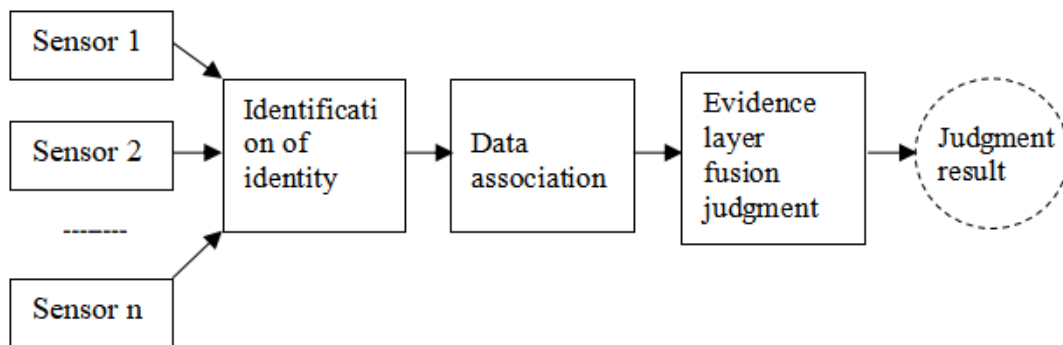 Sensor 1
Sensor 2
--------
Sensor n
Identificati
on of
identity
Data
association
Evidence
layer
fusion
judgment
Judgment
result